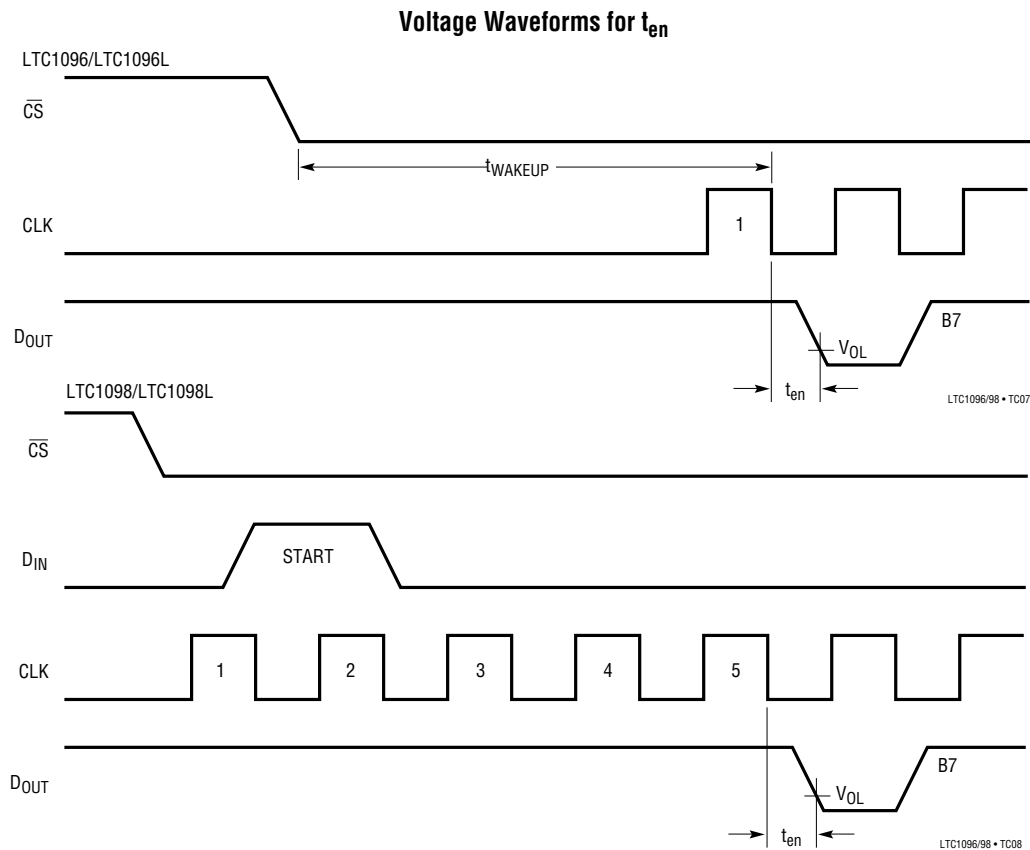 Voltage Waveforms for ten
LTC1096/LTC1096L
CS
tWAKEUP
CLK
1
DOUT
B7
VOL
ten
LTC1096/98 • TC07
LTC1098/LTC1098L
CS
DIN
START
CLK
1 2 3 4 5
DOUT
B7
VOL
ten
LTC1096/98 • TC08